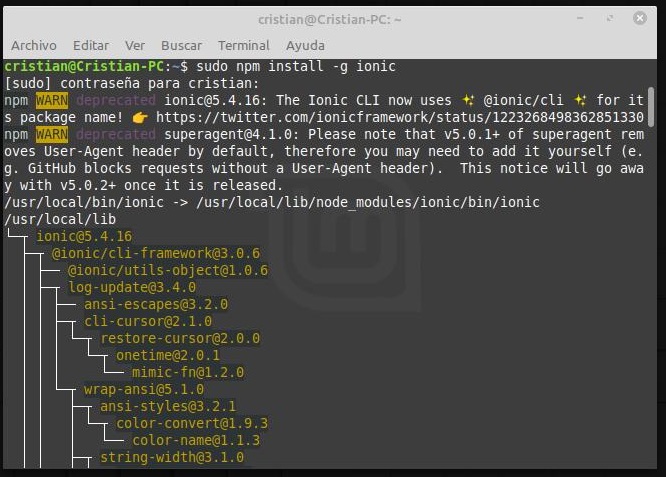 cristian@Cristian-PC: ~
Archivo Editar Ver Buscar Terminal Ayuda
cristian@Cristian-PC:~$ sudo npm install -g ionic
[sudo] contraseña para cristian:
npm WARN deprecated ionic@5.4.16: The Ionic CLI now uses ✨ @ionic/cli ✨ for it
s package name! 👉 https://twitter.com/ionicframework/status/1223268498362851330
npm WARN deprecated superagent@4.1.0: Please note that v5.0.1+ of superagent rem
oves User-Agent header by default, therefore you may need to add it yourself (e.
g. GitHub blocks requests without a User-Agent header).  This notice will go awa
y with v5.0.2+ once it is released.
/usr/local/bin/ionic -> /usr/local/lib/node_modules/ionic/bin/ionic
/usr/local/lib
└─┬ ionic@5.4.16
  ├─┬ @ionic/cli-framework@3.0.6
  │ ├── @ionic/utils-object@1.0.6
  │ ├─┬ log-update@3.4.0
  │ │ ├── ansi-escapes@3.2.0
  │ │ ├─┬ cli-cursor@2.1.0
  │ │ │ └─┬ restore-cursor@2.0.0
  │ │ │   └─┬ onetime@2.0.1
  │ │ │     └── mimic-fn@1.2.0
  │ │ └─┬ wrap-ansi@5.1.0
  │ │   ├─┬ ansi-styles@3.2.1
  │ │   │ └─┬ color-convert@1.9.3
  │ │   │   └── color-name@1.1.3
  │ │   ├─┬ string-width@3.1.0